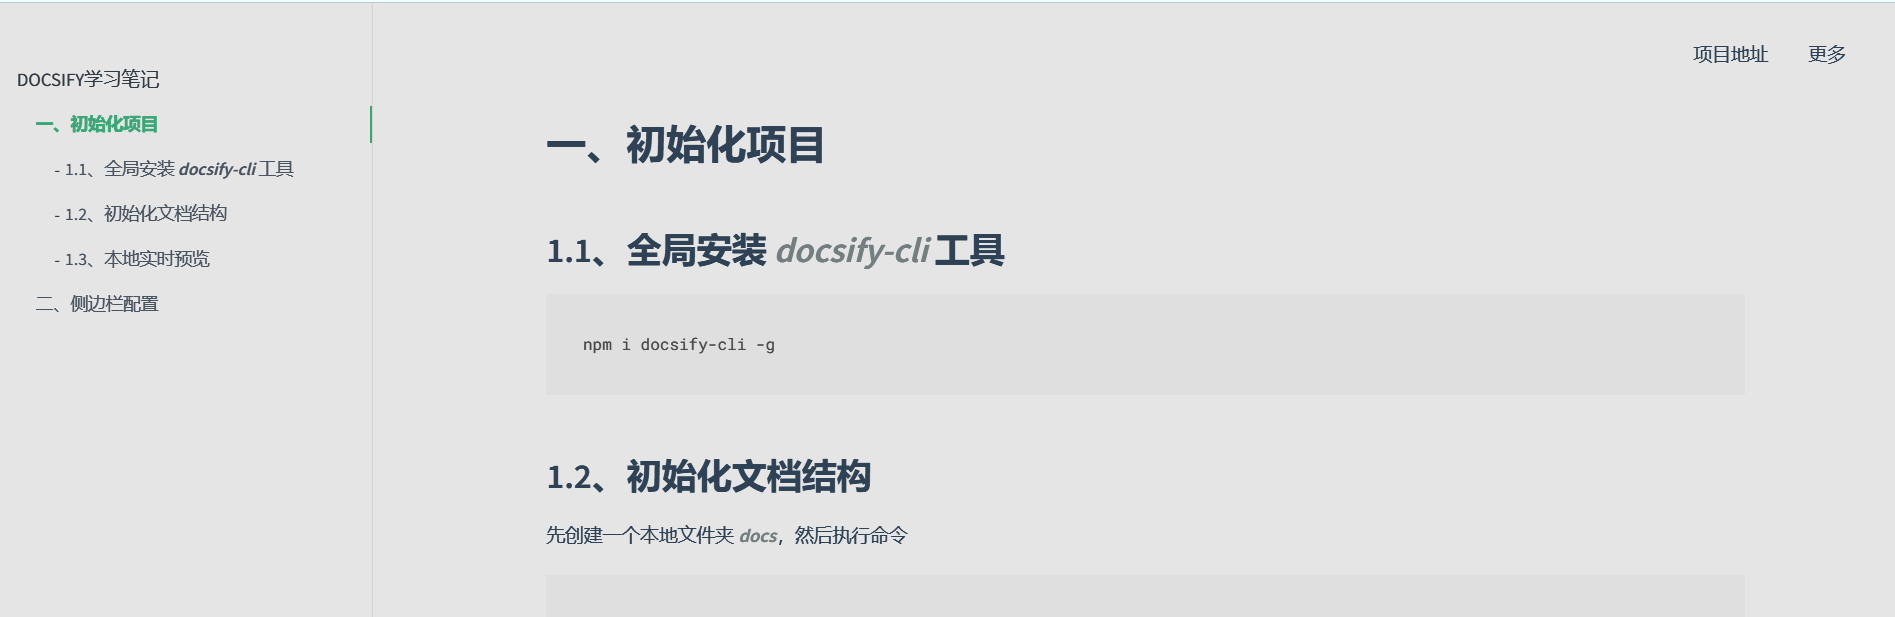 项目地址 更多
DOCSIFY学习笔记
一、初始化项目
- 1.1、全局安装 docsify-cli 工具
- 1.2、初始化文档结构
- 1.3、本地实时预览
二、侧边栏配置
一、初始化项目
1.1、全局安装 docsify-cli 工具
npm i docsify-cli -g
1.2、初始化文档结构
先创建一个本地文件夹 docs，然后执行命令